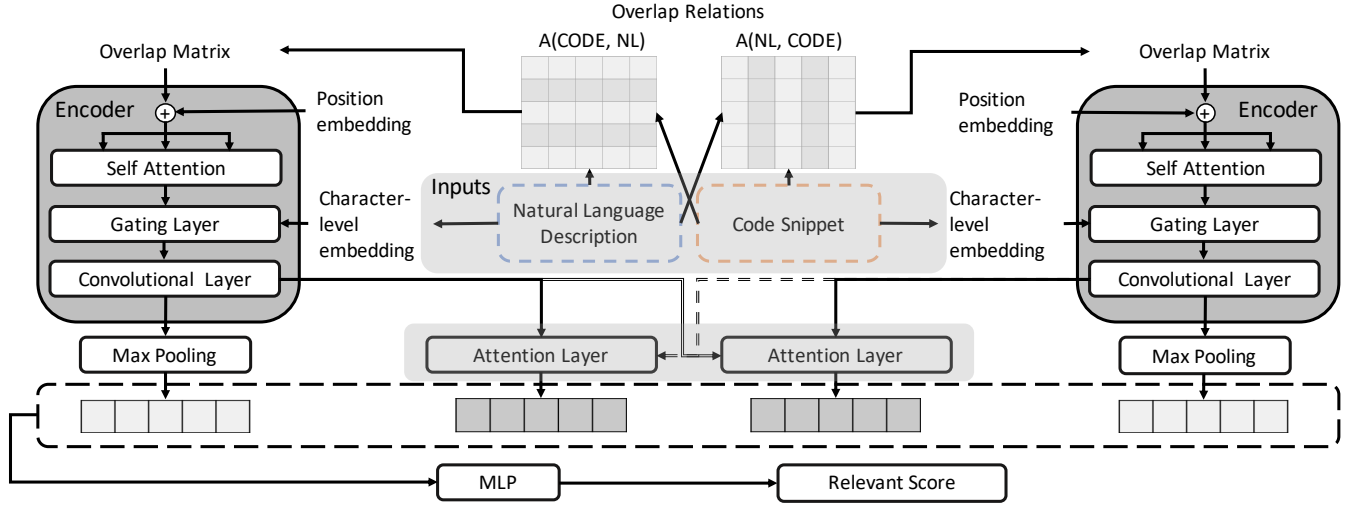 Overlap Relations
A(CODE, NL)
A(NL, CODE)
Overlap Matrix
Overlap Matrix
Encoder
Position
embedding
Position
embedding
Encoder
Self Attention
Self Attention
Inputs
Character-
level
embedding
Natural Language
Description
Code Snippet
Character-
level
embedding
Gating Layer
Gating Layer
Convolutional Layer
Convolutional Layer
Max Pooling
Attention Layer
Attention Layer
Max Pooling
MLP
Relevant Score